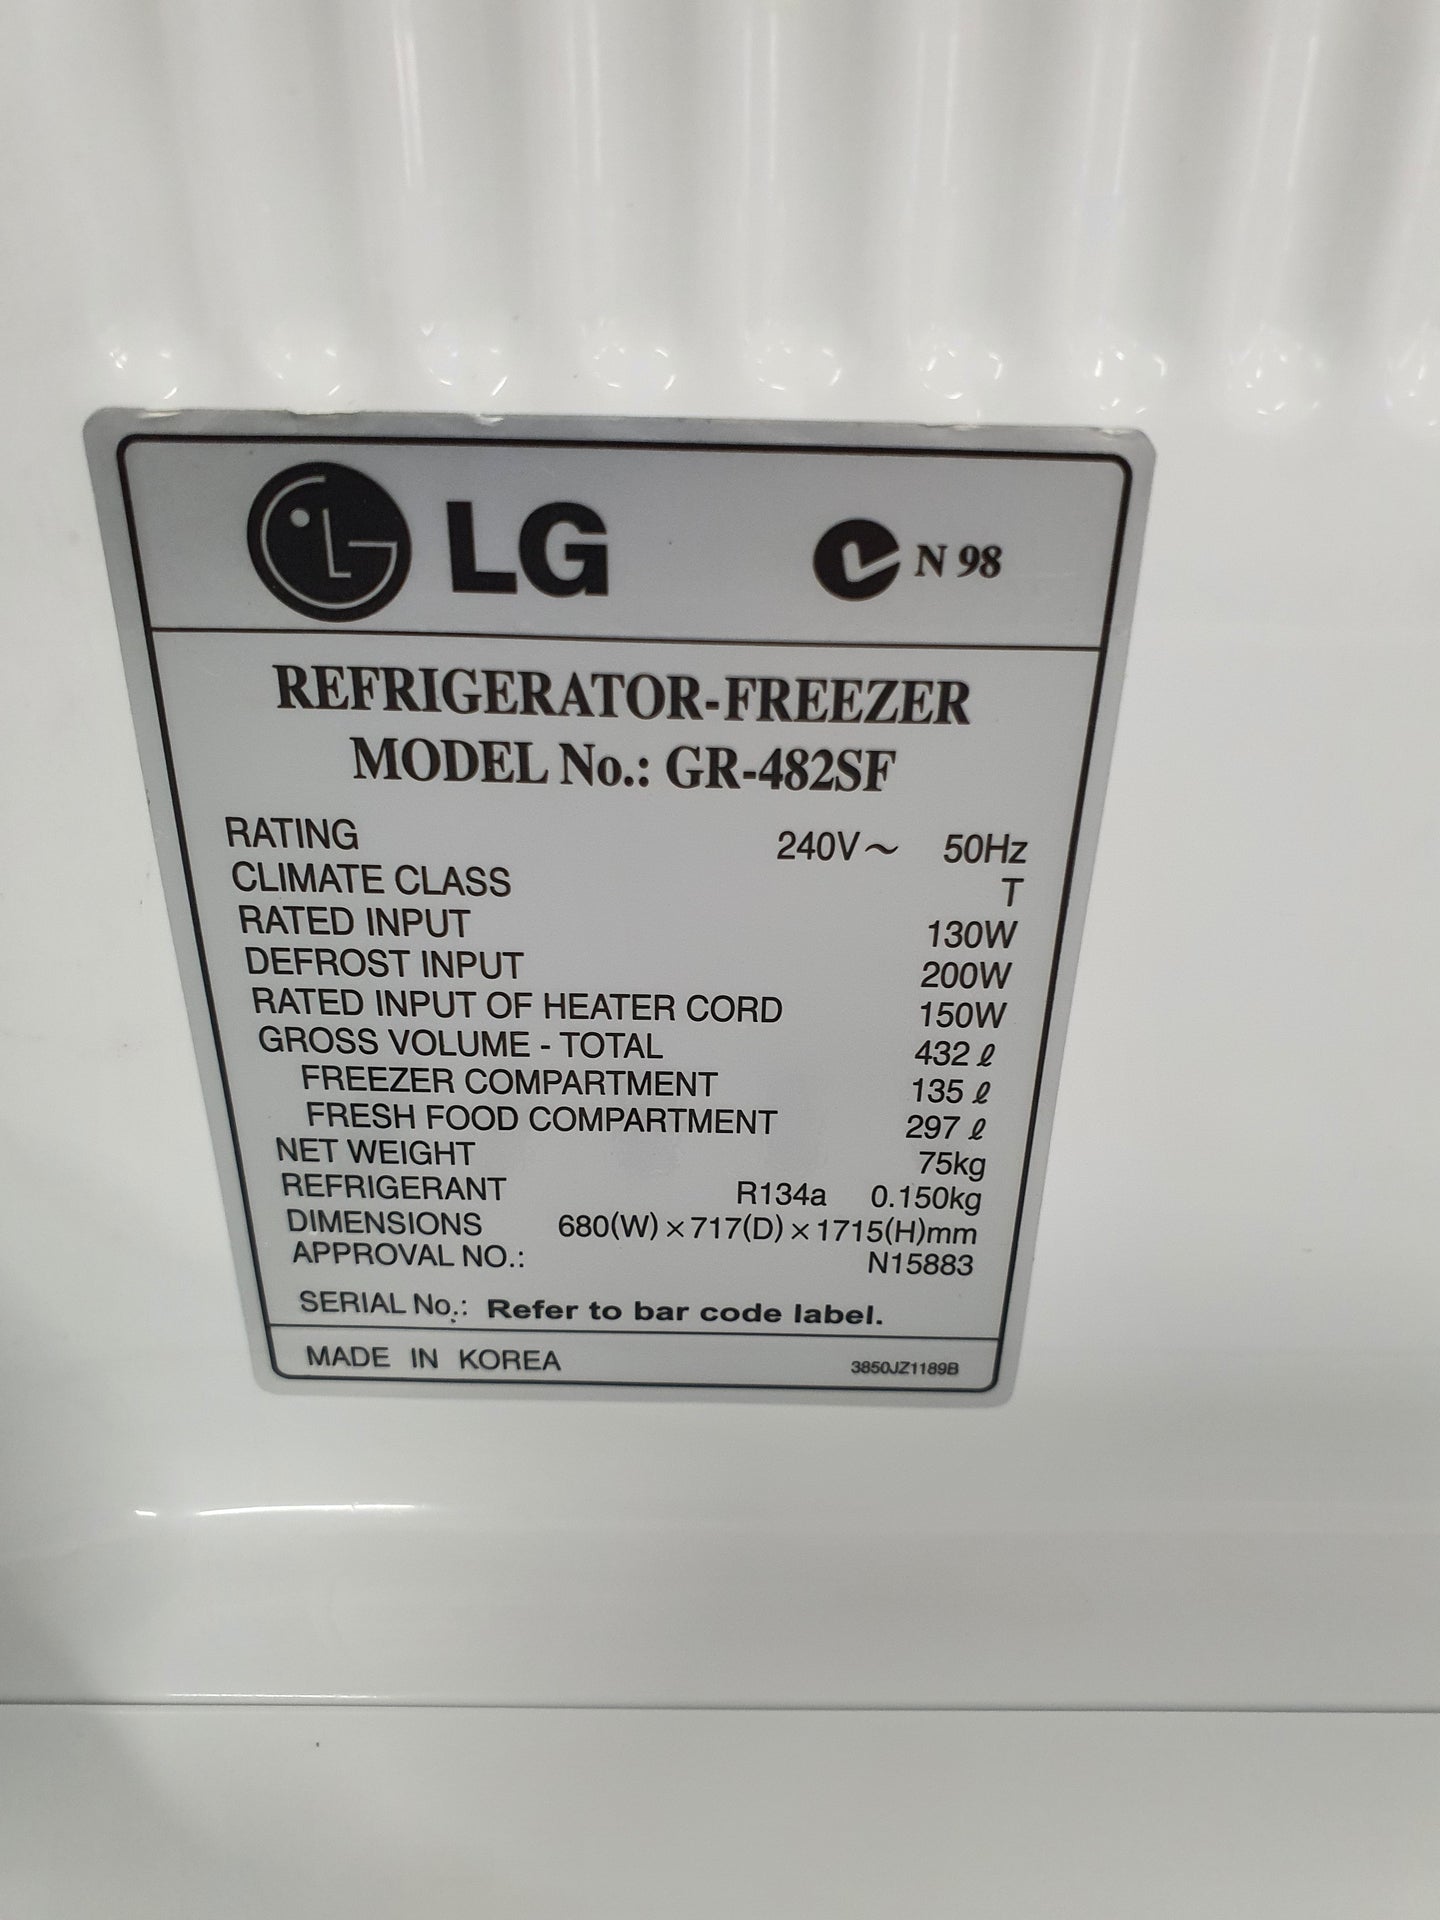 LG N 98
REFRIGERATOR-FREEZER
MODEL No.: GR-482SF
RATING 240V~ 50Hz
CLIMATE CLASS T
RATED INPUT 130W
DEFROST INPUT 200W
RATED INPUT OF HEATER CORD 150W
GROSS VOLUME - TOTAL 432 ℓ
FREEZER COMPARTMENT 135 ℓ
FRESH FOOD COMPARTMENT 297 ℓ
NET WEIGHT 75kg
REFRIGERANT R134a 0.150kg
DIMENSIONS 680(W)×717(D)×1715(H)mm
APPROVAL NO.: N15883
SERIAL No.: Refer to bar code label.
MADE IN KOREA 3850JZ1189B